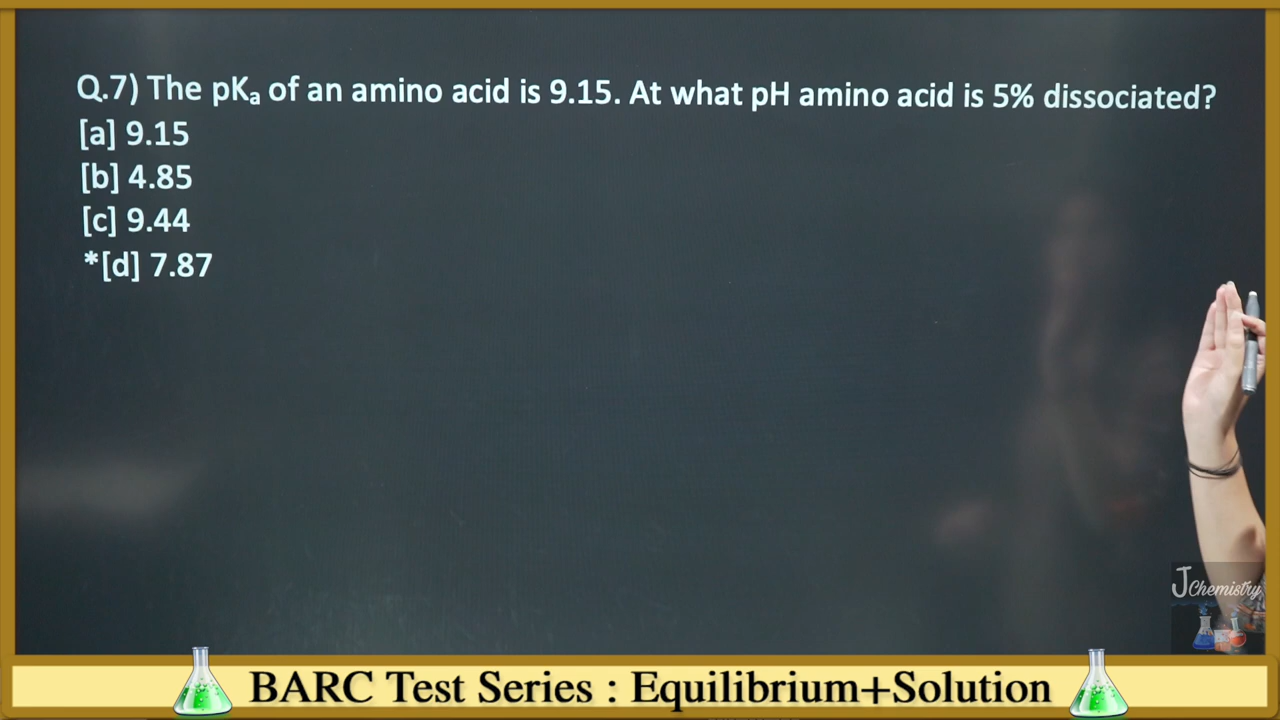 Q.7) The pKₐ of an amino acid is 9.15. At what pH amino acid is 5% dissociated?
[a] 9.15
[b] 4.85
[c] 9.44
*[d] 7.87
JChemistry
BARC Test Series : Equilibrium+Solution